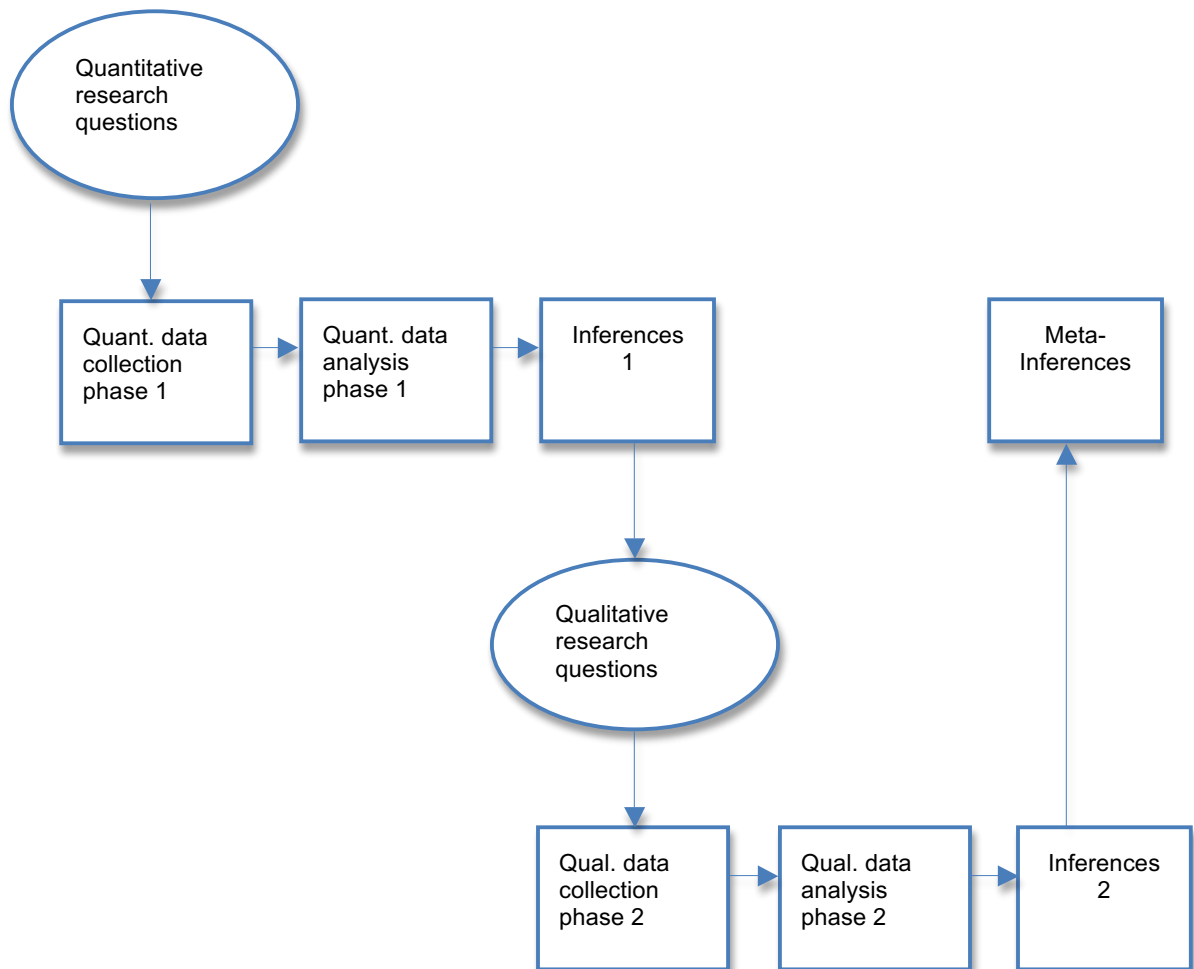 Quantitative
research
questions
Quant. data
collection
phase 1
Quant. data
analysis
phase 1
Inferences
1
Meta-
Inferences
Qualitative
research
questions
Qual. data
collection
phase 2
Qual. data
analysis
phase 2
Inferences
2